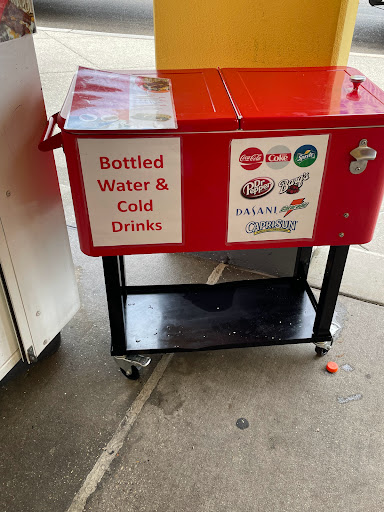 Bottled
Water &
Cold
Drinks
Coca-Cola Coke Sprite
Dr Pepper Barq's
DASANI
CAPRI SUN